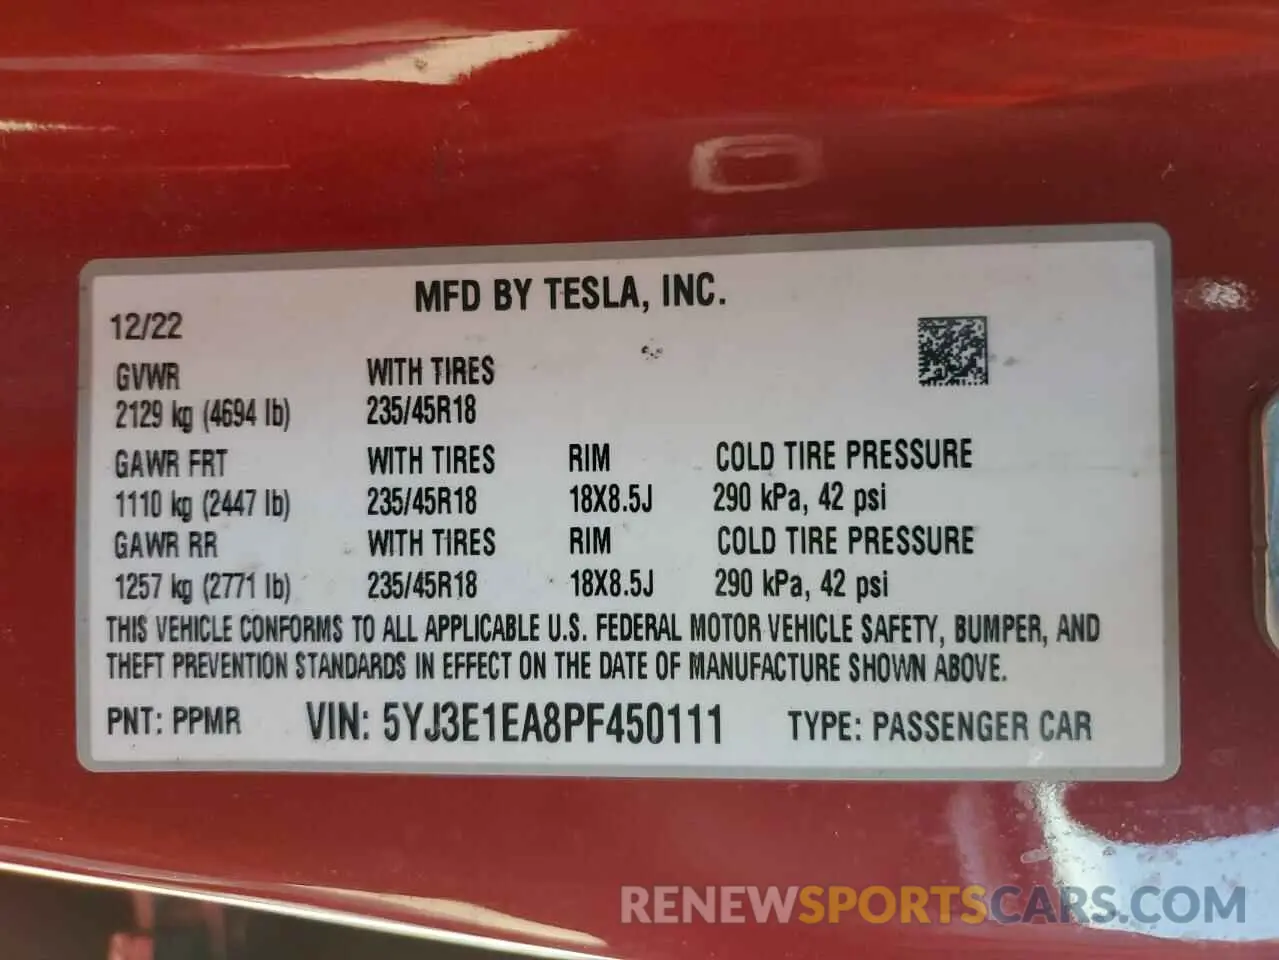 MFD BY TESLA, INC.
12/22
GVWR WITH TIRES
2129 kg (4694 lb) 235/45R18
GAWR FRT WITH TIRES RIM COLD TIRE PRESSURE
1110 kg (2447 lb) 235/45R18 18X8.5J 290 kPa, 42 psi
GAWR RR WITH TIRES RIM COLD TIRE PRESSURE
1257 kg (2771 lb) 235/45R18 18X8.5J 290 kPa, 42 psi
THIS VEHICLE CONFORMS TO ALL APPLICABLE U.S. FEDERAL MOTOR VEHICLE SAFETY, BUMPER, AND
THEFT PREVENTION STANDARDS IN EFFECT ON THE DATE OF MANUFACTURE SHOWN ABOVE.
PNT: PPMR VIN: 5YJ3E1EA8PF450111 TYPE: PASSENGER CAR
RENEWSPORTSCARS.COM